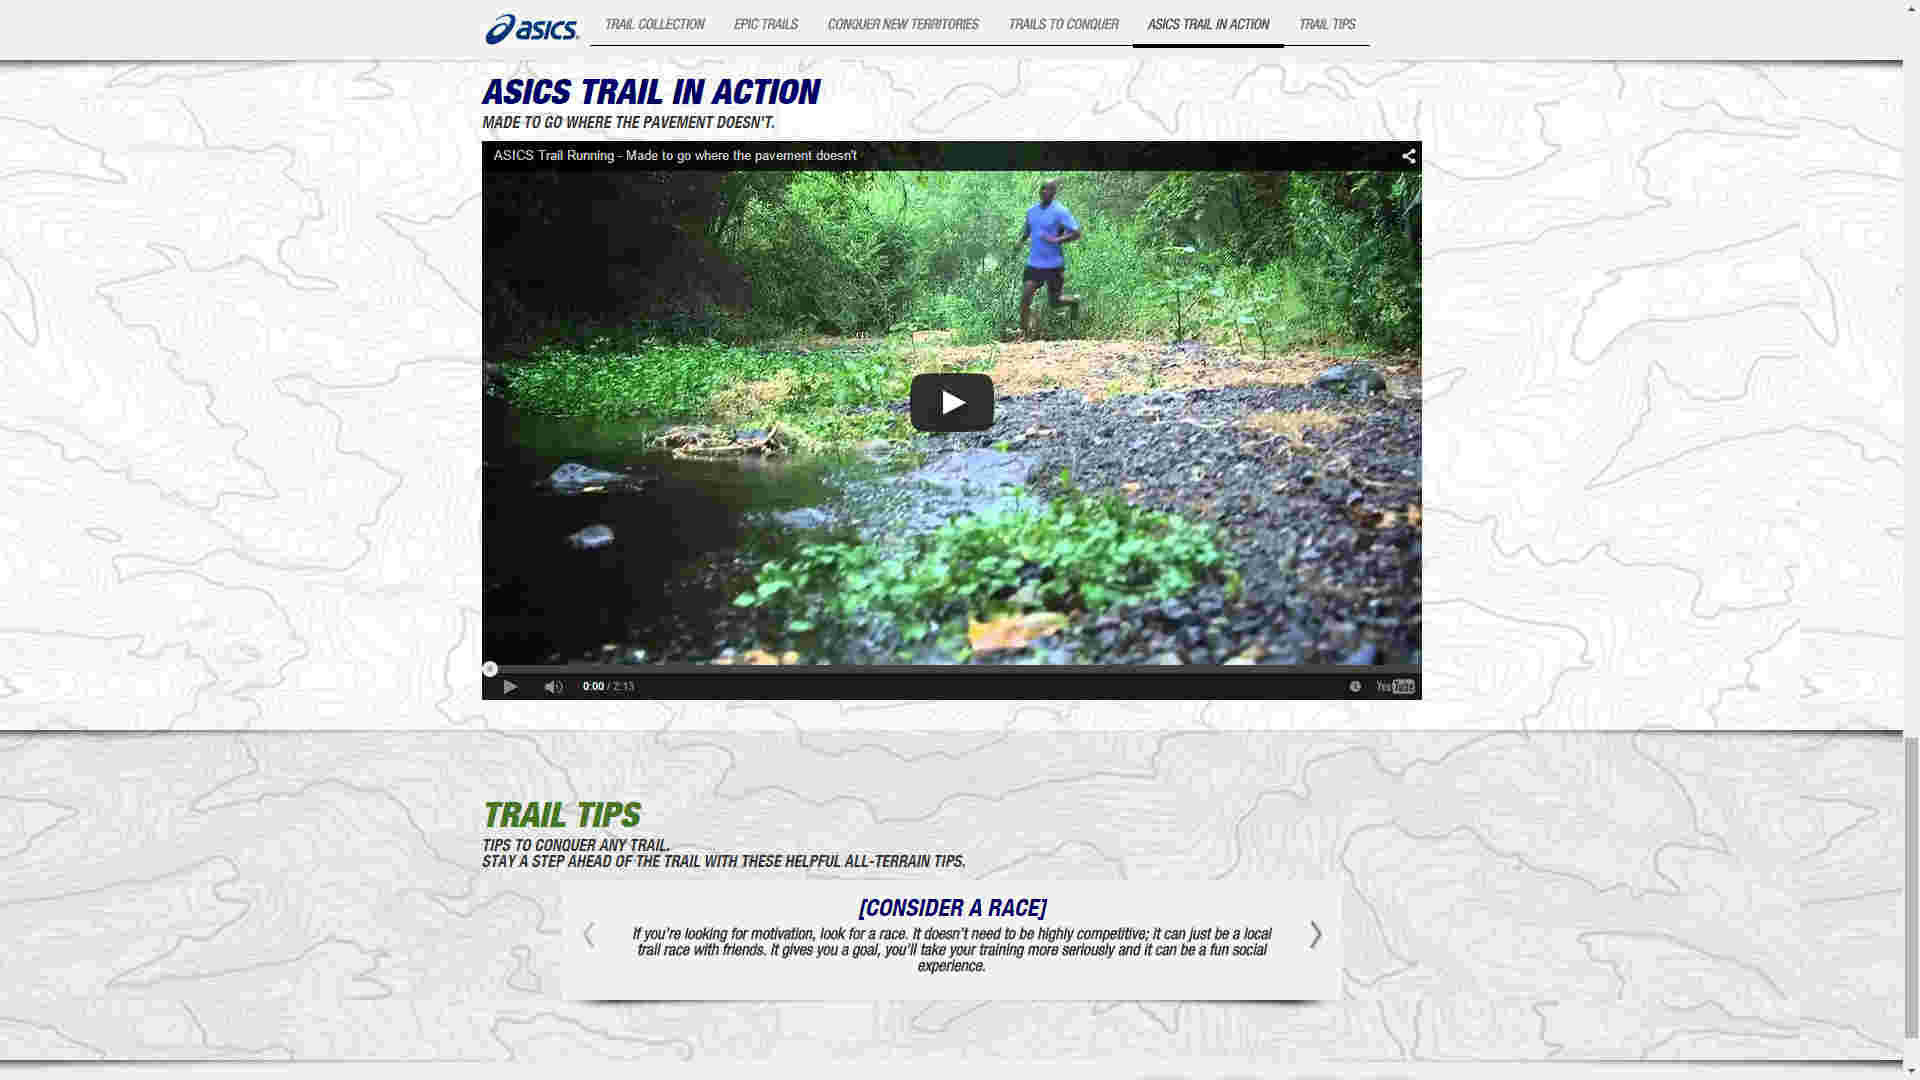 asics
TRAIL COLLECTION
EPIC TRAILS
CONQUER NEW TERRITORIES
TRAILS TO CONQUER
ASICS TRAIL IN ACTION
TRAIL TIPS
ASICS TRAIL IN ACTION
MADE TO GO WHERE THE PAVEMENT DOESN'T.
ASICS Trail Running - Made to go where the pavement doesn't
0:00 / 2:13
YouTube
TRAIL TIPS
TIPS TO CONQUER ANY TRAIL.
STAY A STEP AHEAD OF THE TRAIL WITH THESE HELPFUL ALL-TERRAIN TIPS.
[CONSIDER A RACE]
If you're looking for motivation, look for a race. It doesn't need to be highly competitive; it can just be a local
trail race with friends. It gives you a goal, you'll take your training more seriously and it can be a fun social
experience.